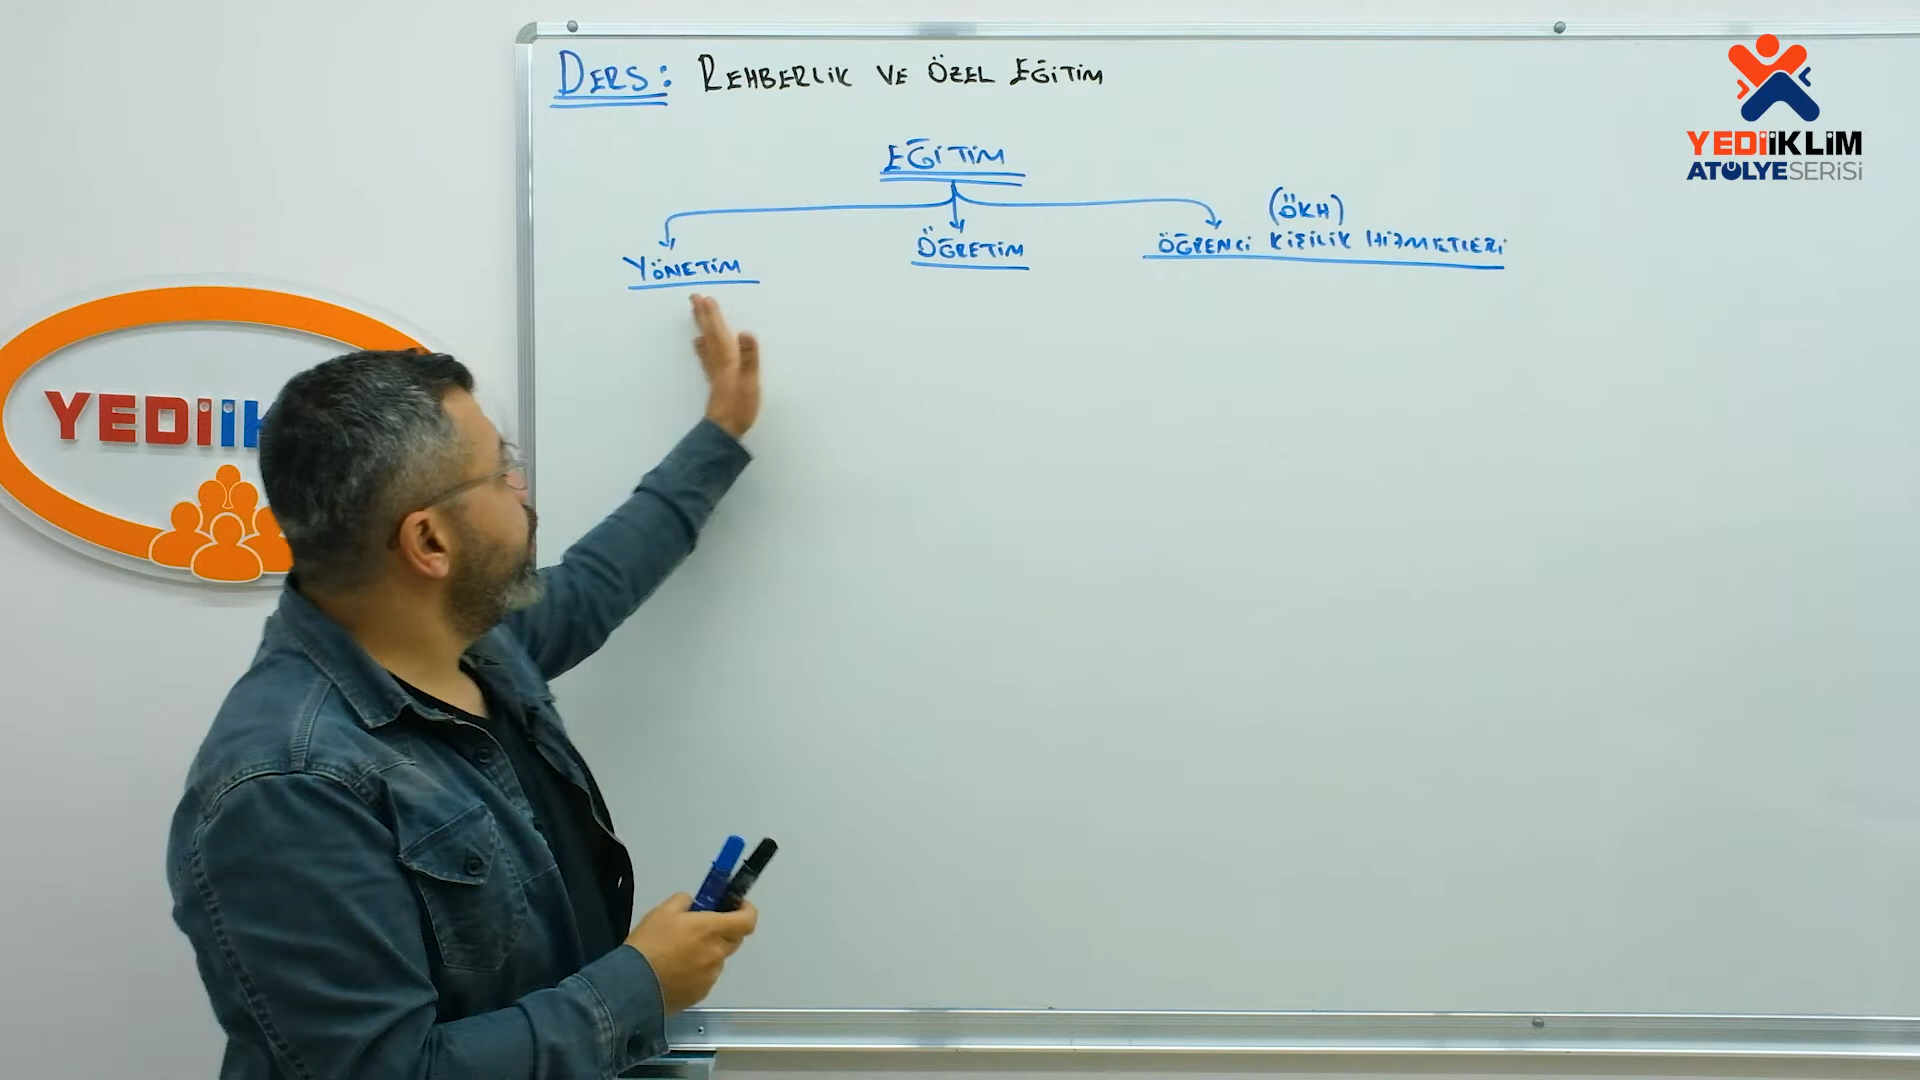 DERS: REHBERLİK VE ÖZEL EĞİTİM
YEDİİKLİM
ATÖLYE SERİSİ
EĞİTİM
(ÖKH)
YÖNETİM
ÖĞRETİM
ÖĞRENCİ KİŞİLİK HİZMETLERİ
YEDİİK